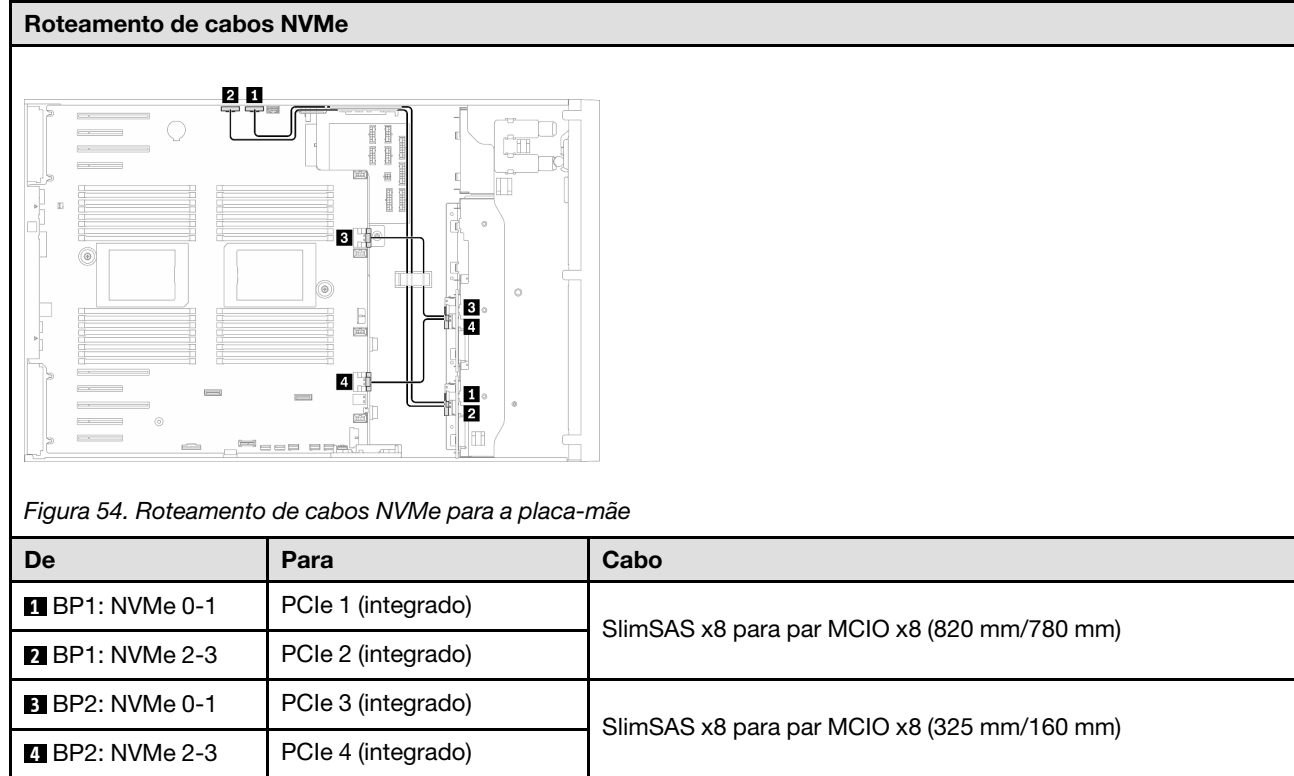 Roteamento de cabos NVMe
2 1
3
3
4
4
1
2
Figura 54. Roteamento de cabos NVMe para a placa-mãe
De Para Cabo
1 BP1: NVMe 0-1 PCIe 1 (integrado)
SlimSAS x8 para par MCIO x8 (820 mm/780 mm)
2 BP1: NVMe 2-3 PCIe 2 (integrado)
3 BP2: NVMe 0-1 PCIe 3 (integrado)
SlimSAS x8 para par MCIO x8 (325 mm/160 mm)
4 BP2: NVMe 2-3 PCIe 4 (integrado)